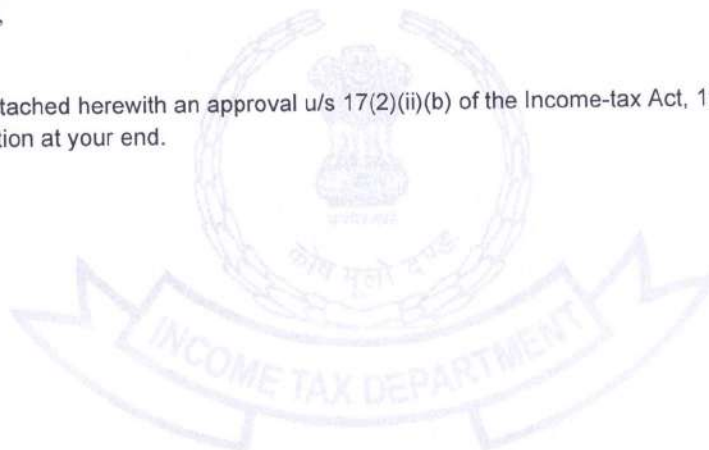 ,
tached herewith an approval u/s 17(2)(ii)(b) of the Income-tax Act, 1
tion at your end.
कोष मूलो दण्डः
INCOME TAX DEPARTMENT